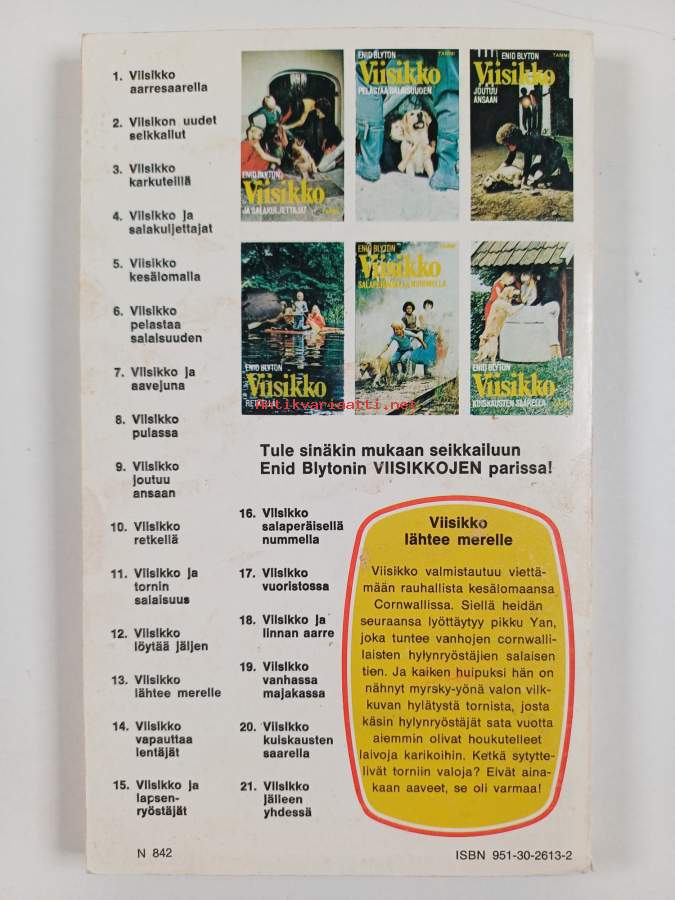 1. Viisikko
aarresaarella
2. Viisikon uudet
seikkailut
3. Viisikko
karkuteillä
4. Viisikko ja
salakuljettajat
5. Viisikko
kesälomalla
6. Viisikko
pelastaa
salaisuuden
7. Viisikko ja
aavejuna
8. Viisikko
pulassa
9. Viisikko
joutuu
ansaan
10. Viisikko
retkellä
11. Viisikko ja
tornin
salaisuus
12. Viisikko
löytää jäljen
13. Viisikko
lähtee merelle
14. Viisikko
vapauttaa
lentäjät
15. Viisikko ja
lapsen-
ryöstäjät
ENID BLYTON
Viisikko
JA SALAKULJETTAJAT
TAMMI
ENID BLYTON
Viisikko
PELASTAA SALAISUUDEN
TAMMI
ENID BLYTON
Viisikko
JOUTUU
ANSAAN
ENID BLYTON
Viisikko
RETKELLÄ
ENID BLYTON
Viisikko
SALAPERÄISELLÄ NUMMELLA
ENID BLYTON
Viisikko
KUISKAUSTEN SAARELLA
Antikvariaatti.net
Tule sinäkin mukaan seikkailuun
Enid Blytonin VIISIKKOJEN parissa!
16. Viisikko
salaperäisellä
nummella
17. Viisikko
vuoristossa
18. Viisikko ja
linnan aarre
19. Viisikko
vanhassa
majakassa
20. Viisikko
kuiskausten
saarella
21. Viisikko
jälleen
yhdessä
Viisikko
lähtee merelle
Viisikko valmistautuu viettä-
mään rauhallista kesälomaansa
Cornwallissa. Siellä heidän
seuraansa lyöttäytyy pikku Yan,
joka tuntee vanhojen cornwalli-
laisten hylynryöstäjien salaisen
tien. Ja kaiken huipuksi hän on
nähnyt myrsky-yönä valon vilk-
kuvan hylätystä tornista, josta
käsin hylynryöstäjät sata vuotta
aiemmin olivat houkutelleet
laivoja karikoihin. Ketkä sytytte-
livät torniin valoja? Eivät aina-
kaan aaveet, se oli varmaa!
N 842
ISBN 951-30-2613-2